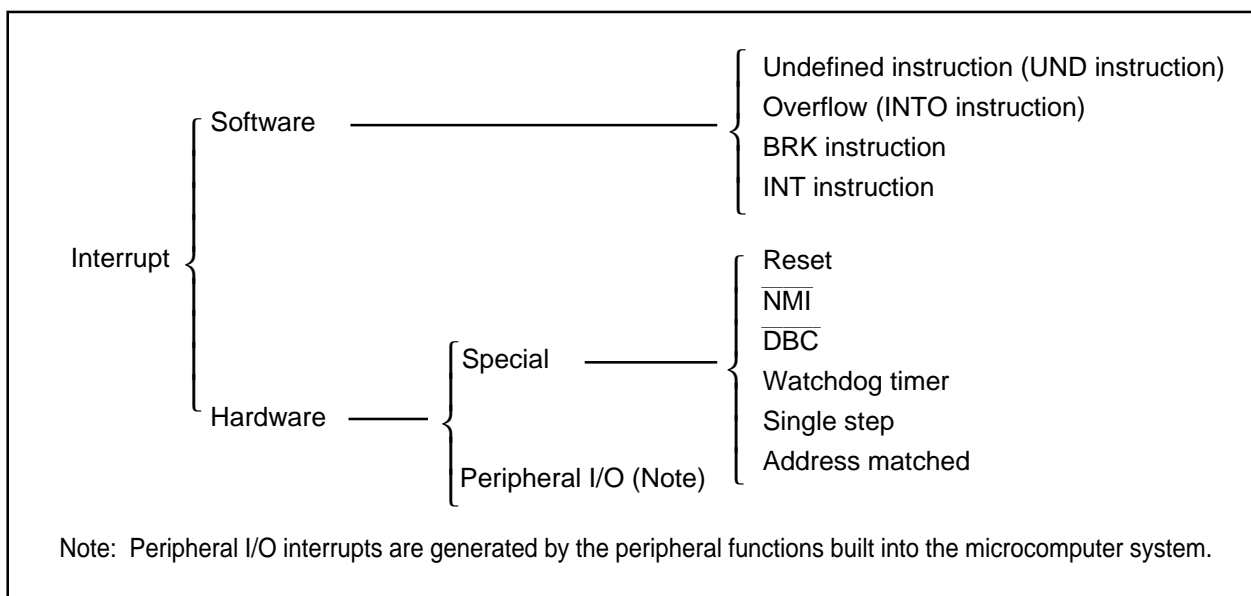 Undefined instruction (UND instruction)
Overflow (INTO instruction)
BRK instruction
INT instruction
Software
Interrupt
Hardware
Special
Peripheral I/O (Note)
Reset
N̅M̅I̅
D̅B̅C̅
Watchdog timer
Single step
Address matched
Note: Peripheral I/O interrupts are generated by the peripheral functions built into the microcomputer system.